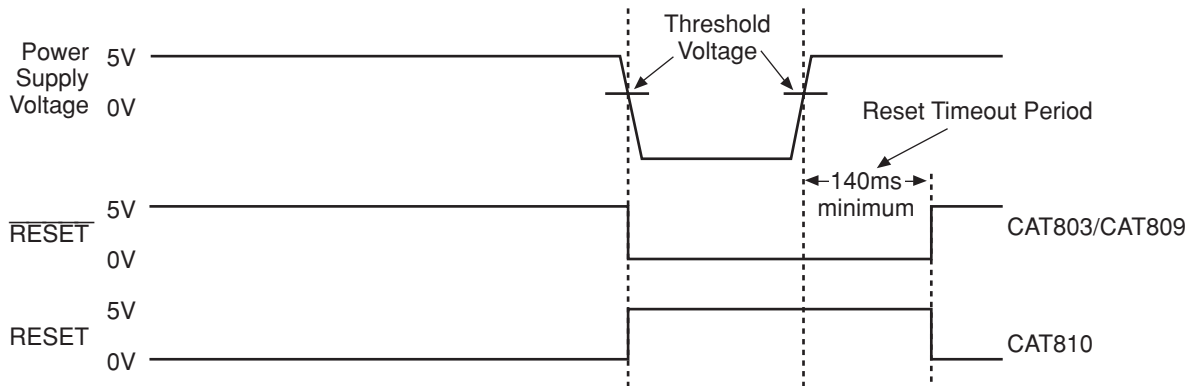 Threshold
Voltage
Power
Supply
Voltage
5V
0V
Reset Timeout Period
140ms
minimum
RESET
5V
0V
CAT803/CAT809
RESET
5V
0V
CAT810